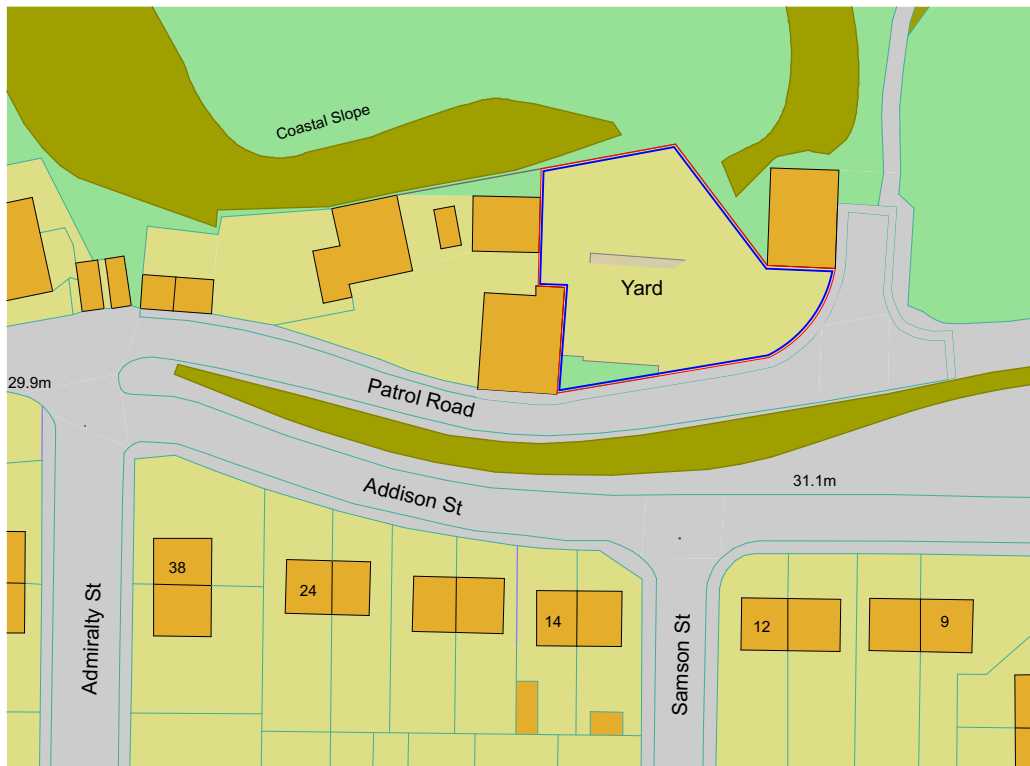 Coastal Slope
Yard
29.9m
Patrol Road
31.1m
Addison St
38
24
14
12
9
Admiralty St
Samson St